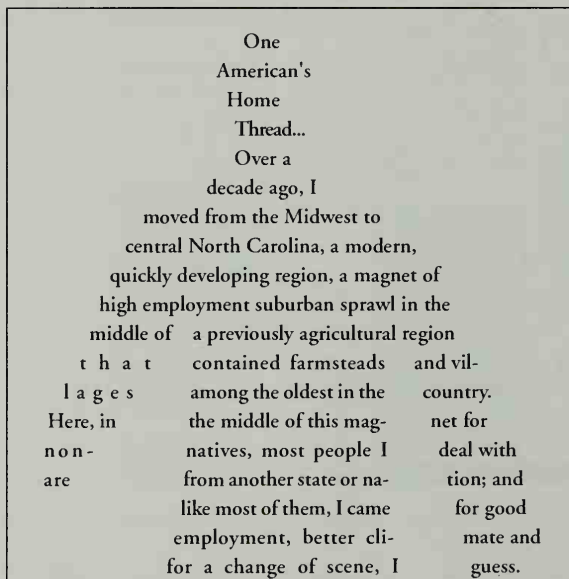 One
American's
Home
Thread...
Over a
decade ago, I
moved from the Midwest to
central North Carolina, a modern,
quickly developing region, a magnet of
high employment suburban sprawl in the
middle of a previously agricultural region
that contained farmsteads and vil-
lages among the oldest in the country.
Here, in the middle of this mag- net for
non- natives, most people I deal with
are from another state or na- tion; and
like most of them, I came for good
employment, better cli- mate and
for a change of scene, I guess.